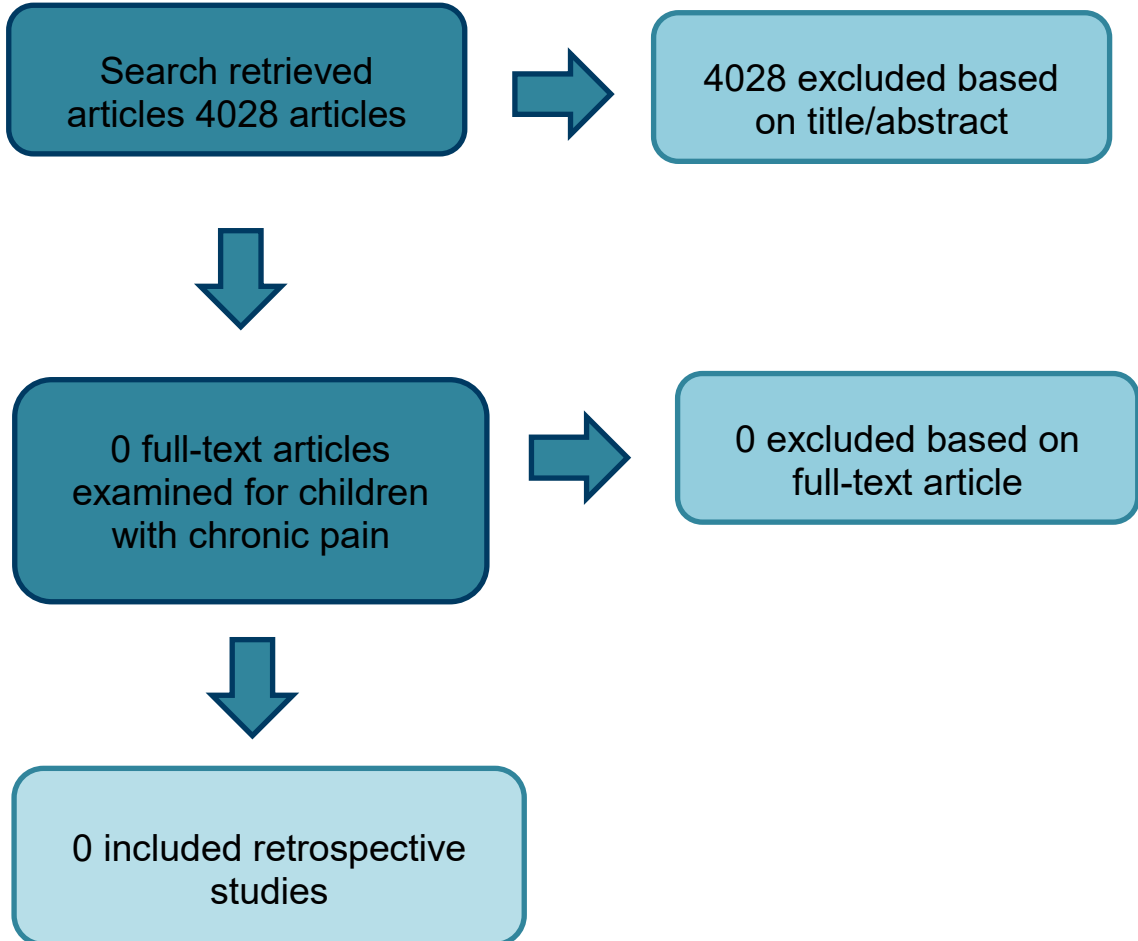 Search retrieved
articles 4028 articles
4028 excluded based
on title/abstract
0 full-text articles
examined for children
with chronic pain
0 excluded based on
full-text article
0 included retrospective
studies